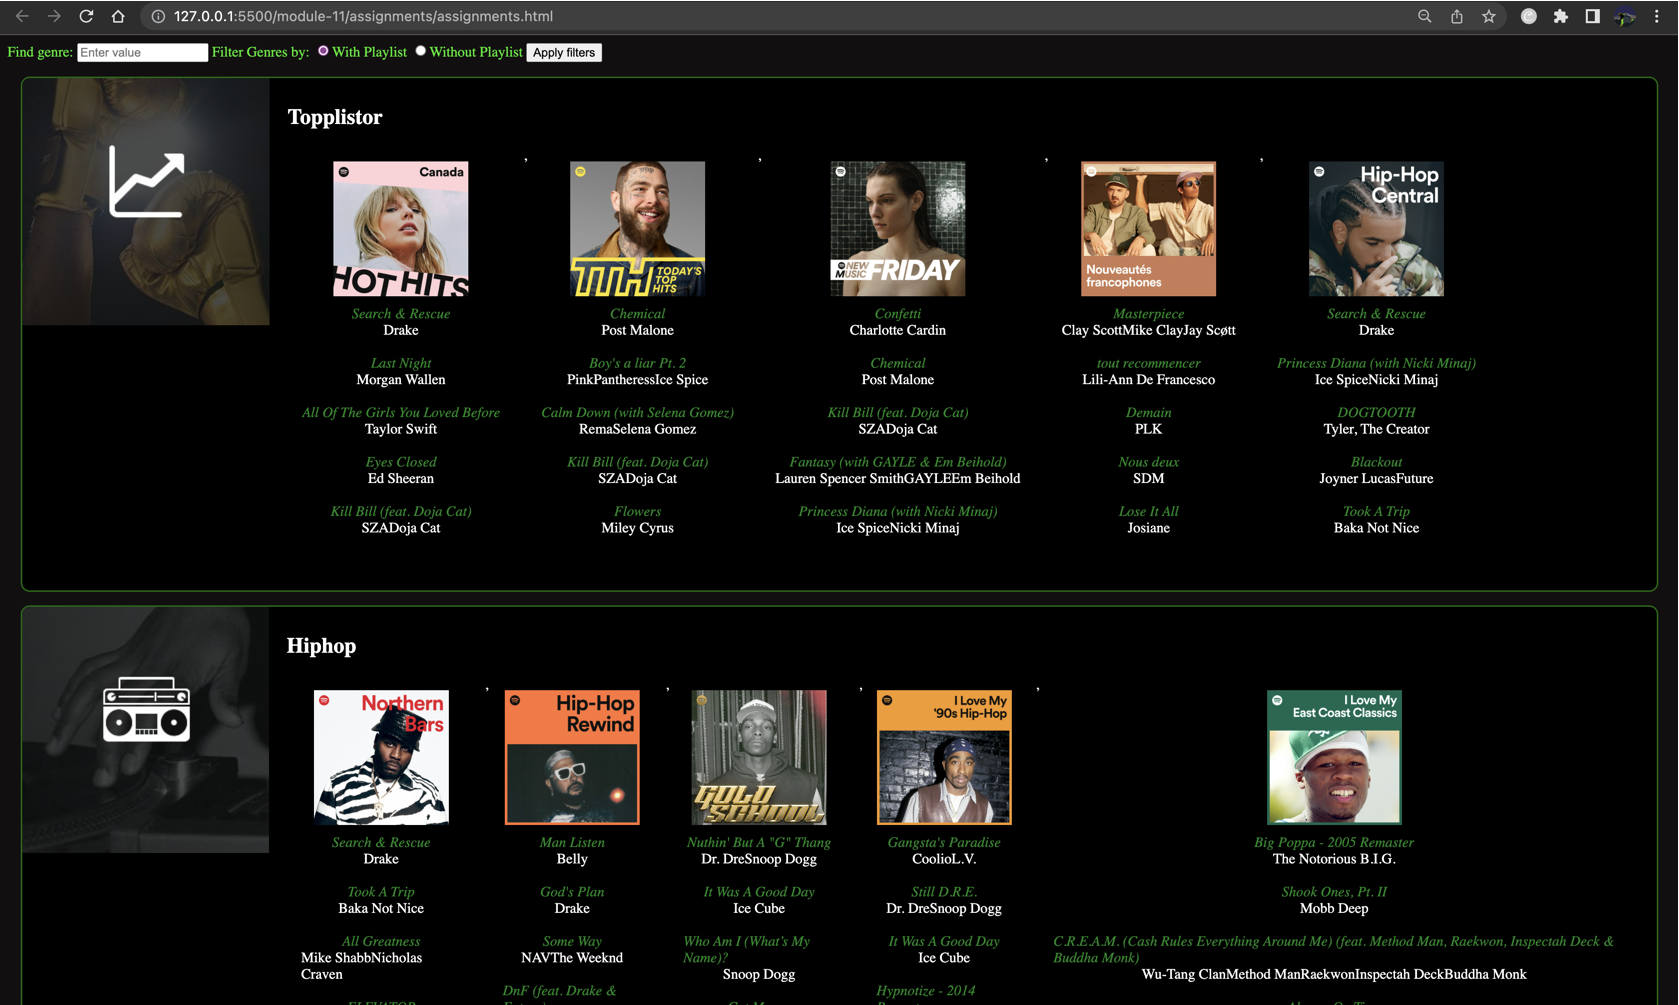 127.0.0.1:5500/module-11/assignments/assignments.html
Find genre: Enter value Filter Genres by: With Playlist Without Playlist Apply filters
Topplistor
, , , ,
Canada
HOT HITS
Search & Rescue
Drake
Last Night
Morgan Wallen
All Of The Girls You Loved Before
Taylor Swift
Eyes Closed
Ed Sheeran
Kill Bill (feat. Doja Cat)
SZADoja Cat
TTH TODAY'S
TOP
HITS
Chemical
Post Malone
Boy's a liar Pt. 2
PinkPantheressIce Spice
Calm Down (with Selena Gomez)
RemaSelena Gomez
Kill Bill (feat. Doja Cat)
SZADoja Cat
Flowers
Miley Cyrus
NEW
MUSIC FRIDAY
Confetti
Charlotte Cardin
Chemical
Post Malone
Kill Bill (feat. Doja Cat)
SZADoja Cat
Fantasy (with GAYLE & Em Beihold)
Lauren Spencer SmithGAYLEEm Beihold
Princess Diana (with Nicki Minaj)
Ice SpiceNicki Minaj
Nouveautés
francophones
Masterpiece
Clay ScottMike ClayJay Scøtt
tout recommencer
Lili-Ann De Francesco
Demain
PLK
Nous deux
SDM
Lose It All
Josiane
Hip-Hop
Central
Search & Rescue
Drake
Princess Diana (with Nicki Minaj)
Ice SpiceNicki Minaj
DOGTOOTH
Tyler, The Creator
Blackout
Joyner LucasFuture
Took A Trip
Baka Not Nice
Hiphop
, , , ,
Northern
Bars
Search & Rescue
Drake
Took A Trip
Baka Not Nice
All Greatness
Mike ShabbNicholas
Craven
Hip-Hop
Rewind
Man Listen
Belly
God's Plan
Drake
Some Way
NAVThe Weeknd
DnF (feat. Drake &
GOLD
SCHOOL
Nuthin' But A "G" Thang
Dr. DreSnoop Dogg
It Was A Good Day
Ice Cube
Who Am I (What's My
Name)?
Snoop Dogg
I Love My
'90s Hip-Hop
Gangsta's Paradise
CoolioL.V.
Still D.R.E.
Dr. DreSnoop Dogg
It Was A Good Day
Ice Cube
Hypnotize - 2014
I Love My
East Coast Classics
Big Poppa - 2005 Remaster
The Notorious B.I.G.
Shook Ones, Pt. II
Mobb Deep
C.R.E.A.M. (Cash Rules Everything Around Me) (feat. Method Man, Raekwon, Inspectah Deck &
Buddha Monk)
Wu-Tang ClanMethod ManRaekwonInspectah DeckBuddha Monk